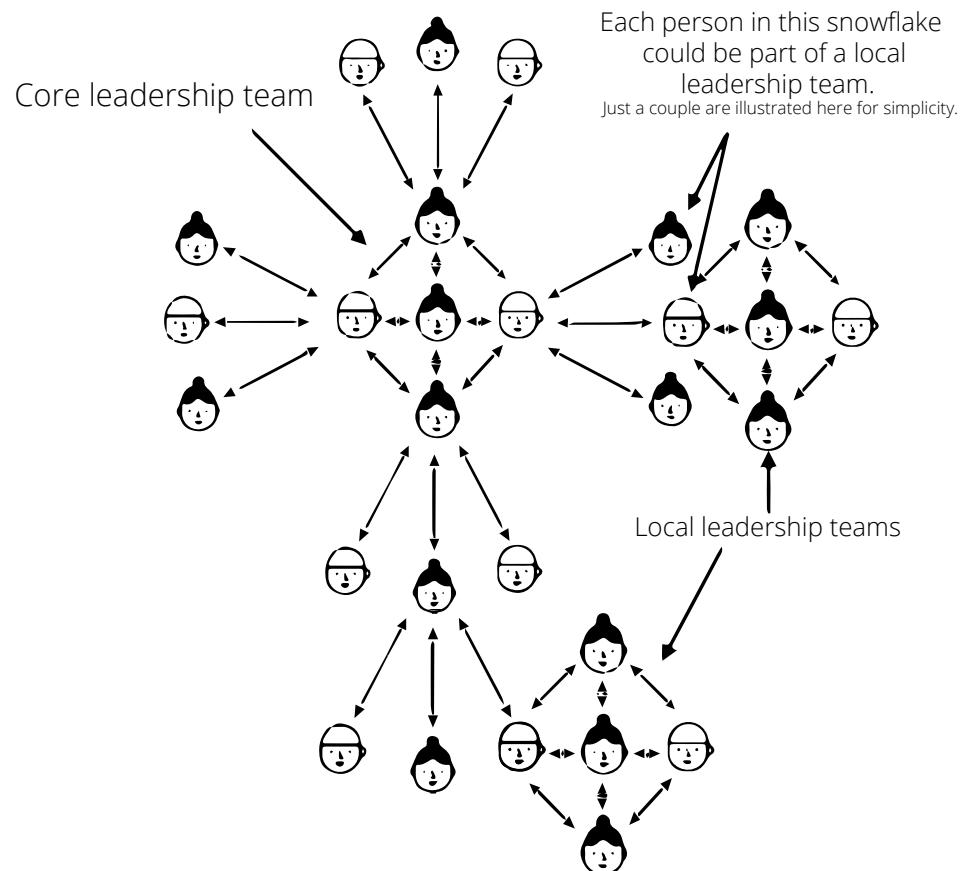 Each person in this snowflake
could be part of a local
leadership team.
Just a couple are illustrated here for simplicity.
Core leadership team
Local leadership teams